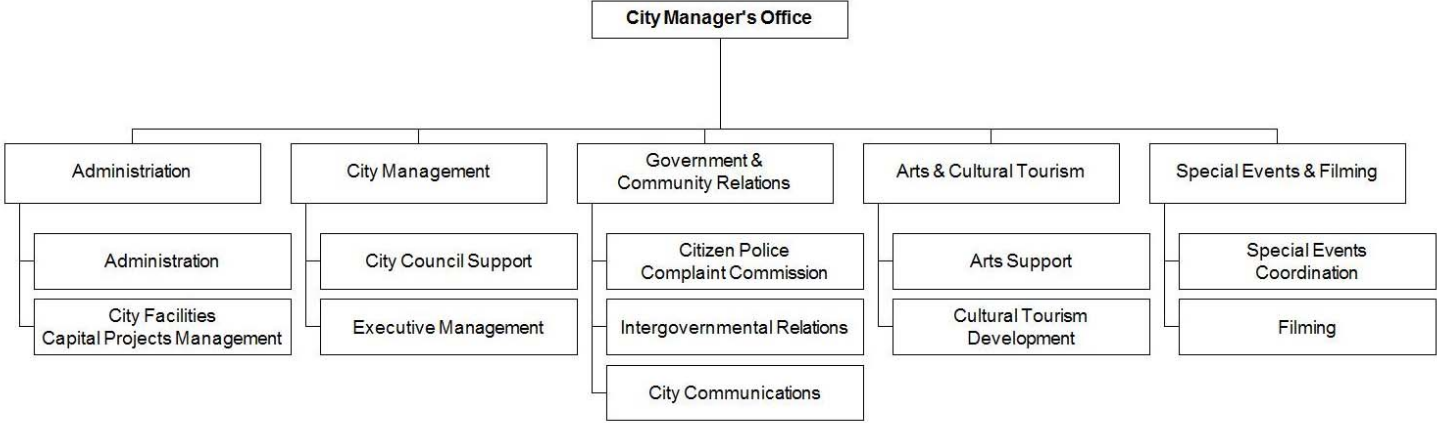 City Manager's Office
Administriation
City Management
Government &
Community Relations
Arts & Cultural Tourism
Special Events & Filming
Administration
City Facilities
Capital Projects Management
City Council Support
Executive Management
Citizen Police
Complaint Commission
Intergovernmental Relations
City Communications
Arts Support
Cultural Tourism
Development
Special Events
Coordination
Filming